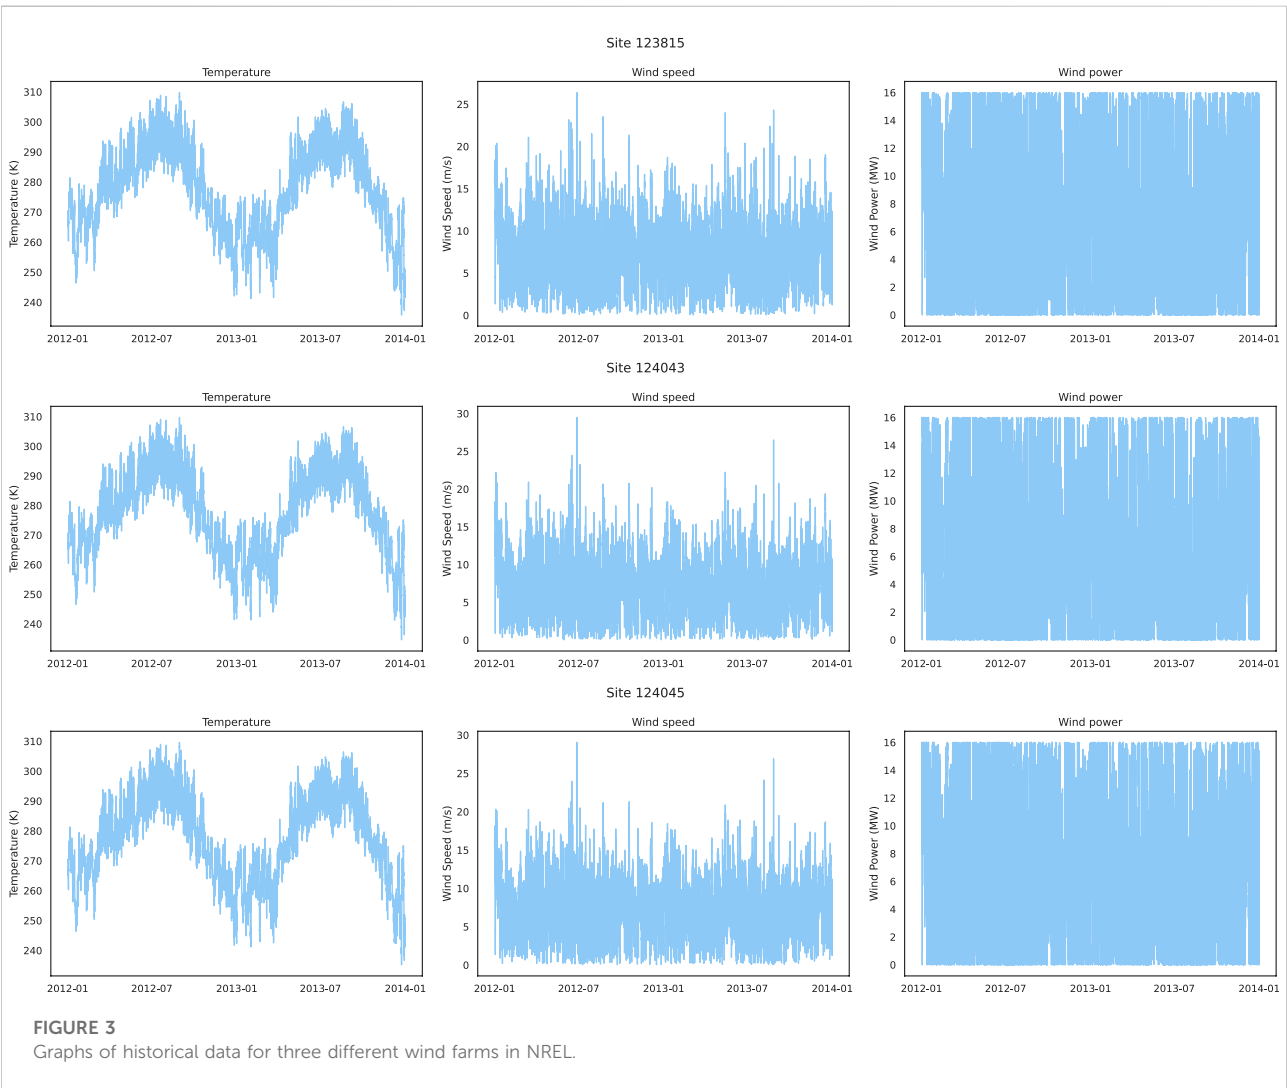 Site 123815
Temperature
Wind speed
Wind power
Temperature (K)
310
300
290
280
270
260
250
240
2012-01 2012-07 2013-01 2013-07 2014-01
Wind Speed (m/s)
25
20
15
10
5
0
2012-01 2012-07 2013-01 2013-07 2014-01
Wind Power (MW)
16
14
12
10
8
6
4
2
0
2012-01 2012-07 2013-01 2013-07 2014-01
Site 124043
Temperature
Wind speed
Wind power
Temperature (K)
310
300
290
280
270
260
250
240
2012-01 2012-07 2013-01 2013-07 2014-01
Wind Speed (m/s)
30
25
20
15
10
5
0
2012-01 2012-07 2013-01 2013-07 2014-01
Wind Power (MW)
16
14
12
10
8
6
4
2
0
2012-01 2012-07 2013-01 2013-07 2014-01
Site 124045
Temperature
Wind speed
Wind power
Temperature (K)
310
300
290
280
270
260
250
240
2012-01 2012-07 2013-01 2013-07 2014-01
Wind Speed (m/s)
30
25
20
15
10
5
0
2012-01 2012-07 2013-01 2013-07 2014-01
Wind Power (MW)
16
14
12
10
8
6
4
2
0
2012-01 2012-07 2013-01 2013-07 2014-01
FIGURE 3
Graphs of historical data for three different wind farms in NREL.